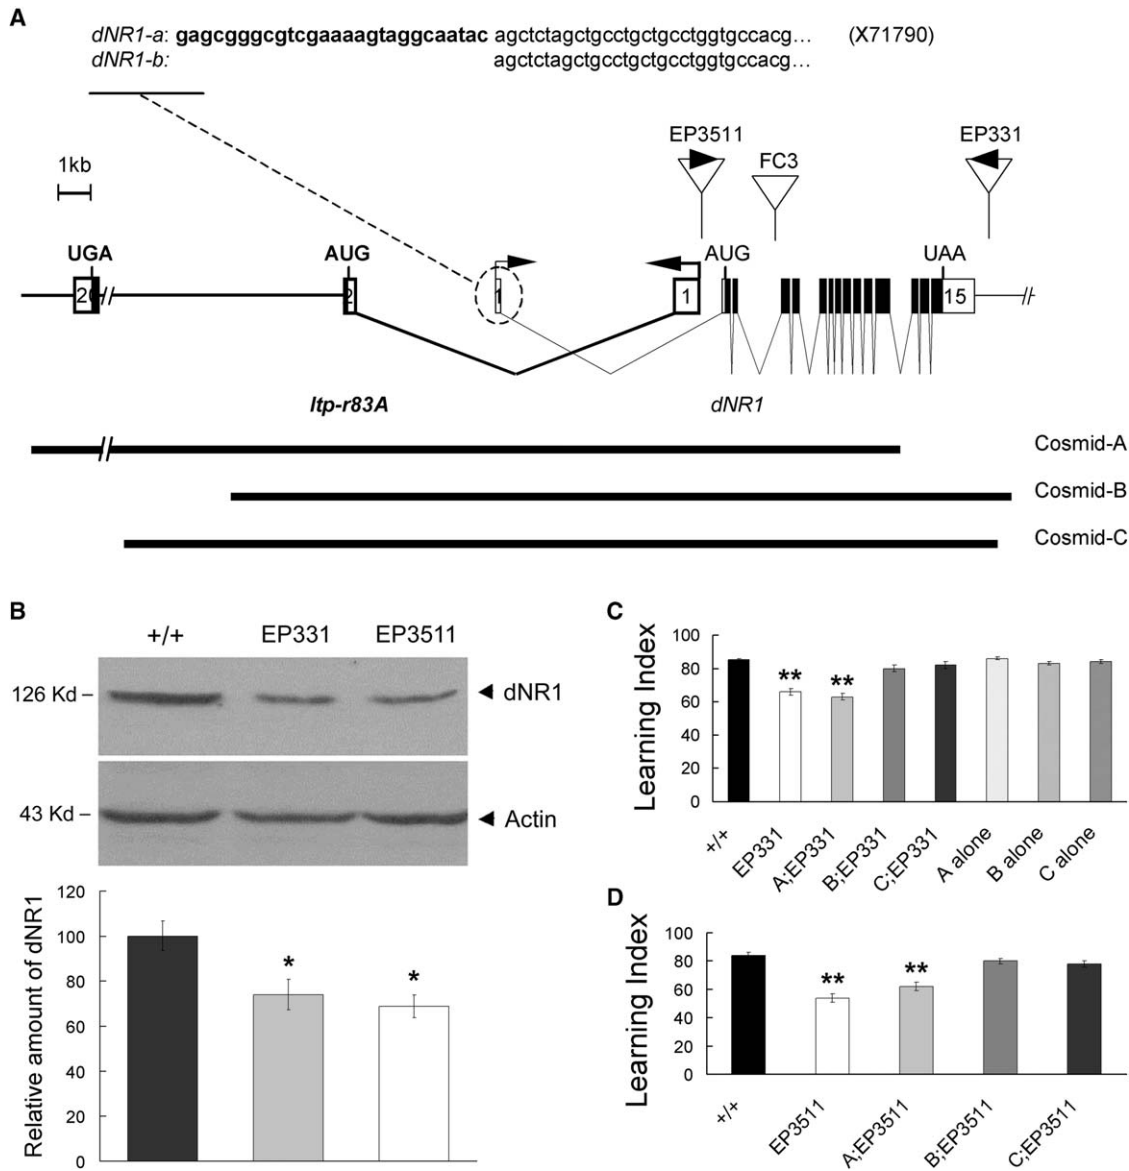 A
dNR1-a: gagcgggcgtcgaaaagtaggcaatac agctctagctgcctgctgcctggtgccacg... (X71790)
dNR1-b: agctctagctgcctgctgcctggtgccacg...
EP3511
EP331
1kb
FC3
UGA
AUG
AUG
UAA
20
2
1
1
15
ltp-r83A
dNR1
Cosmid-A
Cosmid-B
Cosmid-C
B
+/+ EP331 EP3511
126 Kd
dNR1
43 Kd
Actin
Relative amount of dNR1
120
100
80
60
40
20
0
*
*
C
Learning Index
100
80
60
40
20
0
**
**
+/+
EP331
A;EP331
B;EP331
C;EP331
A alone
B alone
C alone
D
Learning Index
100
80
60
40
20
0
**
**
+/+
EP3511
A;EP3511
B;EP3511
C;EP3511